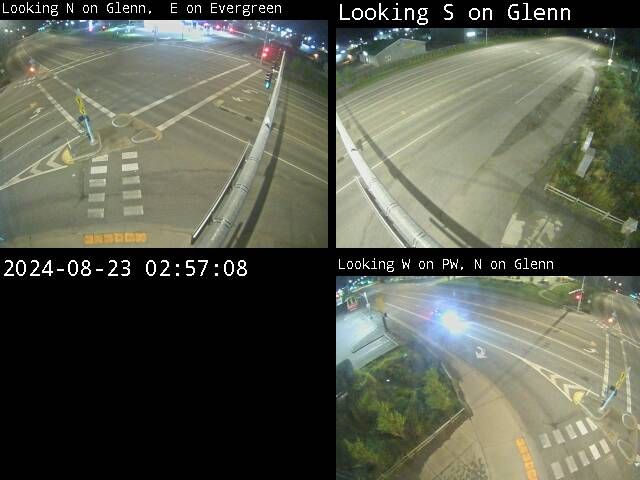 Looking N on Glenn,  E on Evergreen
Looking S on Glenn
2024-08-23 02:57:08
Looking W on PW, N on Glenn